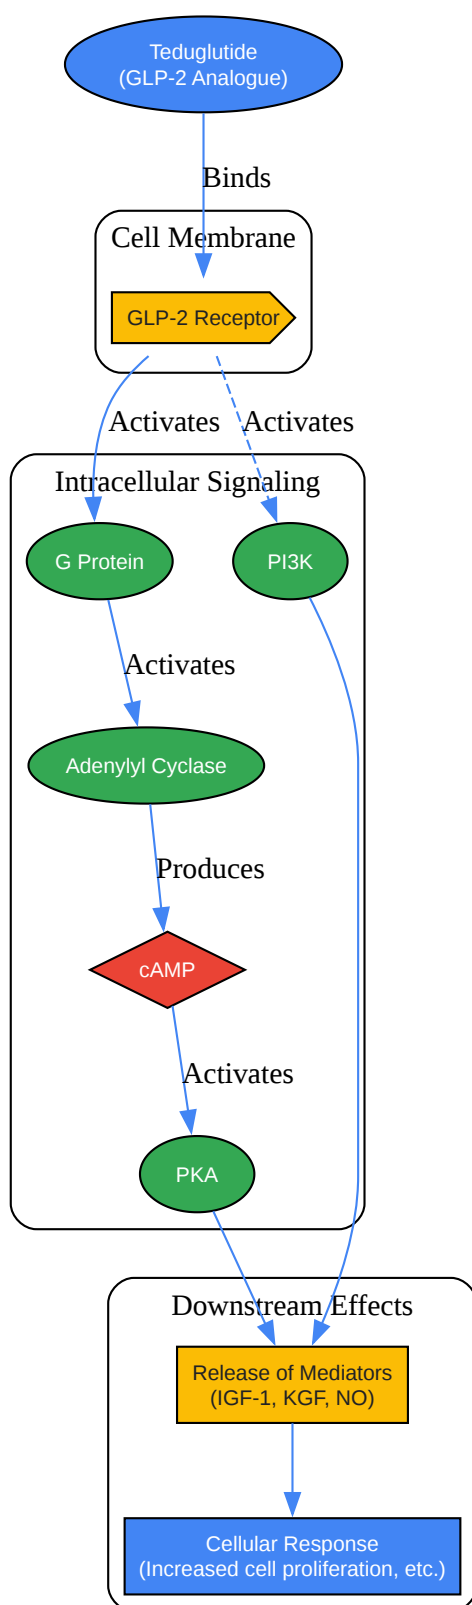 Teduglutide
(GLP-2 Analogue)
Binds
Cell Membrane
GLP-2 Receptor
Activates
Activates
Intracellular Signaling
G Protein
PI3K
Activates
Adenylyl Cyclase
Produces
cAMP
Activates
PKA
Downstream Effects
Release of Mediators
(IGF-1, KGF, NO)
Cellular Response
(Increased cell proliferation, etc.)